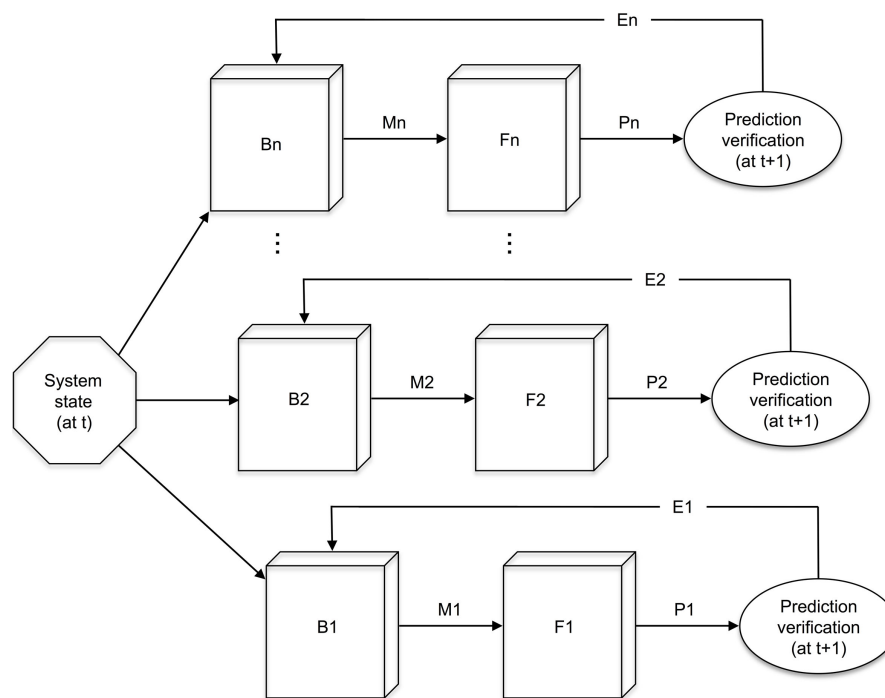 En
Bn
Mn
Fn
Pn
Prediction
verification
(at t+1)
⋮
⋮
E2
System
state
(at t)
B2
M2
F2
P2
Prediction
verification
(at t+1)
E1
B1
M1
F1
P1
Prediction
verification
(at t+1)